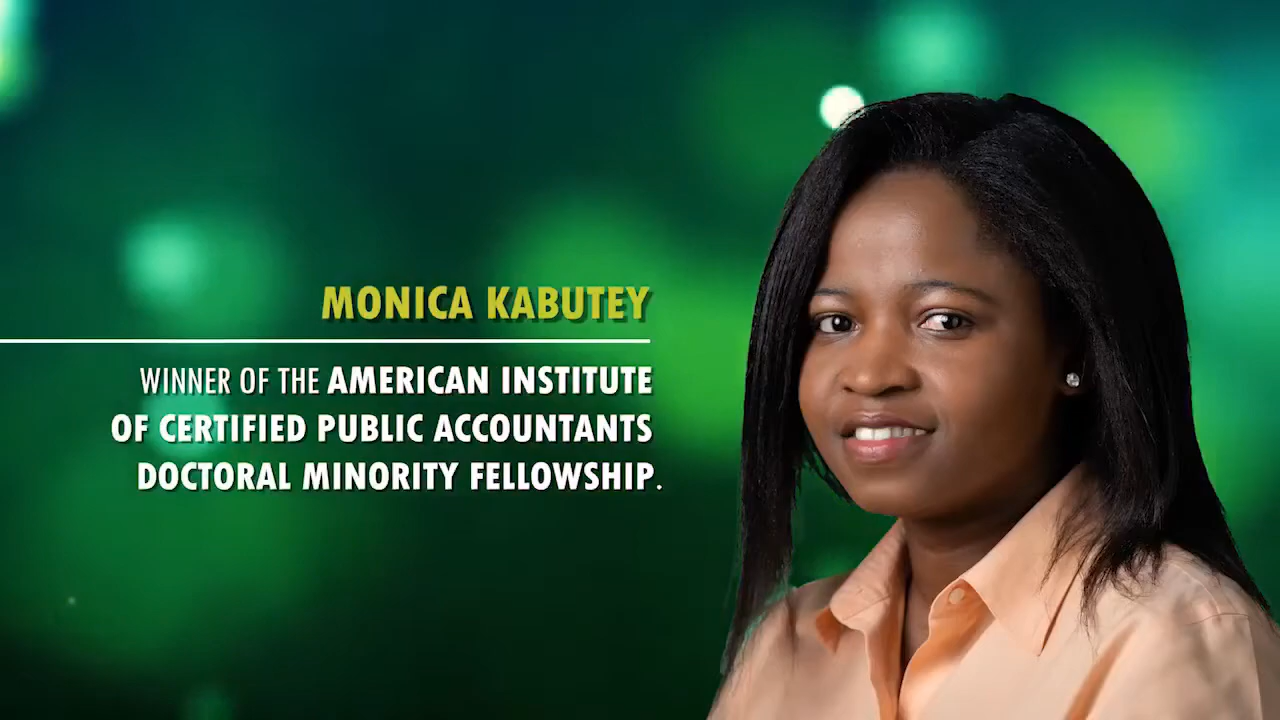 MONICA KABUTEY
WINNER OF THE AMERICAN INSTITUTE
OF CERTIFIED PUBLIC ACCOUNTANTS
DOCTORAL MINORITY FELLOWSHIP.